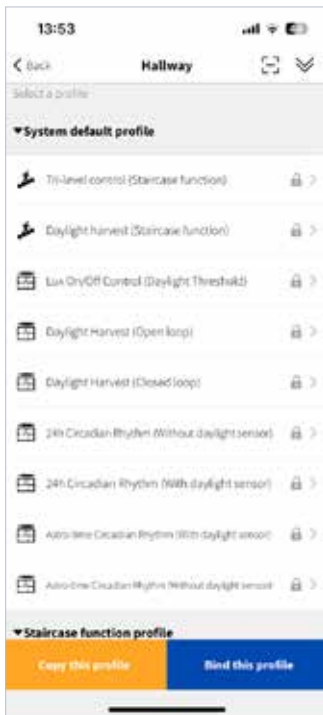 13:53
Back Hallway
Select a profile
▼System default profile
Tri-level control (Staircase function)
Daylight harvest (Staircase function)
Lux On/Off Control (Daylight Threshold)
Daylight Harvest (Open loop)
Daylight Harvest (Closed loop)
24h Circadian Rhythm (Without daylight sensor)
24h Circadian Rhythm (With daylight sensor)
Astro-time Circadian Rhythm (With daylight sensor)
Astro-time Circadian Rhythm (Without daylight sensor
▼Staircase function profile
Copy this profile Bind this profile